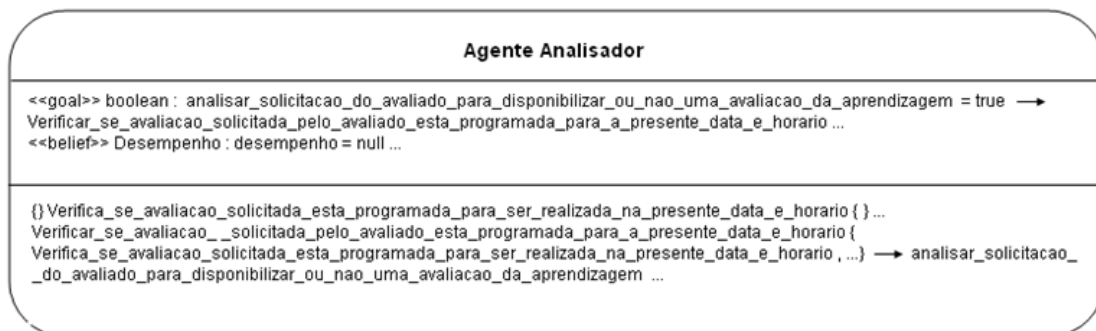 Agente Analisador
<<goal>> boolean : analisar_solicitacao_do_avaliado_para_disponibilizar_ou_nao_uma_avaliacao_da_aprendizagem = true →
Verificar_se_avaliacao_solicitada_pelo_avaliado_esta_programada_para_a_presente_data_e_horario ...
<<belief>> Desempenho : desempenho = null ...
{} Verifica_se_avaliacao_solicitada_esta_programada_para_ser_realizada_na_presente_data_e_horario { } ...
Verificar_se_avaliacao_ _solicitada_pelo_avaliado_esta_programada_para_a_presente_data_e_horario {
Verifica_se_avaliacao_solicitada_esta_programada_para_ser_realizada_na_presente_data_e_horario , ...} → analisar_solicitacao_
_do_avaliado_para_disponibilizar_ou_nao_uma_avaliacao_da_aprendizagem ...